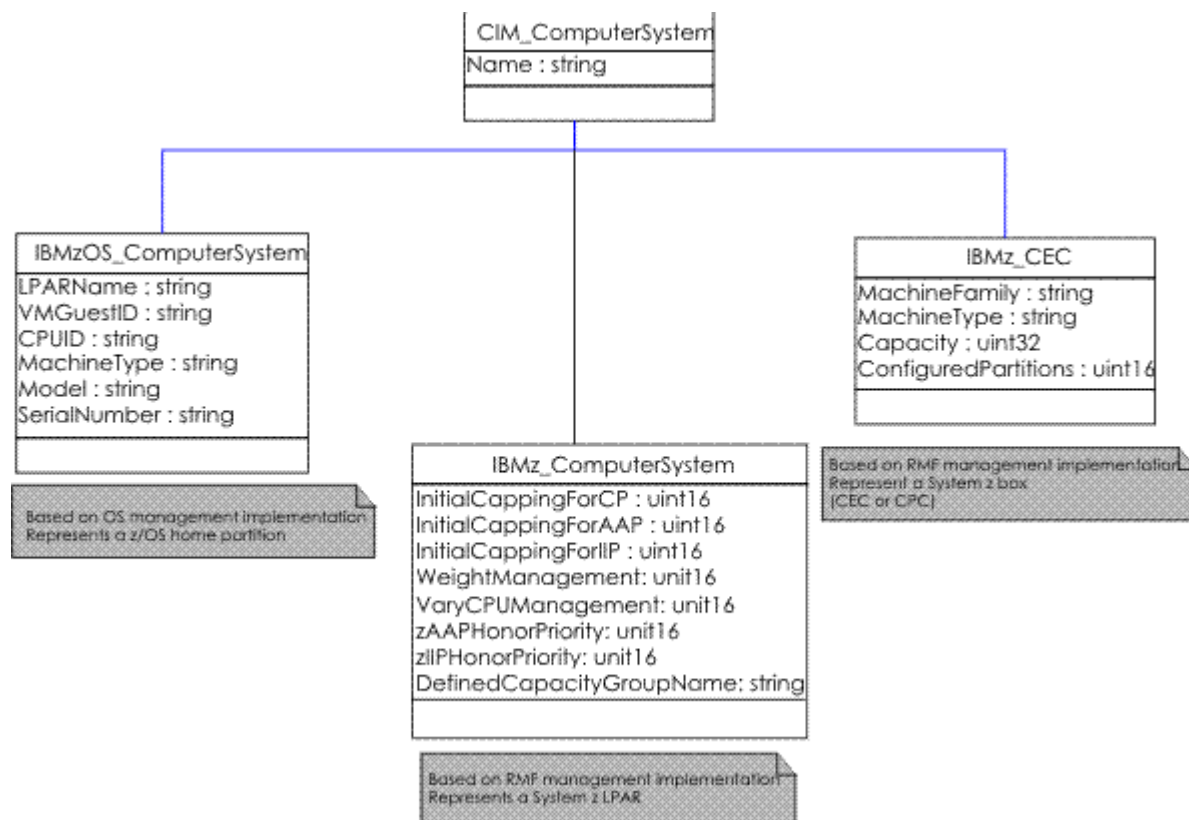 CIM_ComputerSystem
Name : string
IBMzOS_ComputerSystem
LPARName : string
VMGuestID : string
CPUID : string
MachineType : string
Model : string
SerialNumber : string
Based on OS management implementation
Represents a z/OS home partition
IBMz_ComputerSystem
InitialCappingForCP : uint16
InitialCappingForAAP : uint16
InitialCappingForIIP : uint16
WeightManagement: unit16
VaryCPUManagement: unit16
zAAPHonorPriority: unit16
zIIPHonorPriority: unit16
DefinedCapacityGroupName: string
Based on RMF management implementation
Represents a System z LPAR
IBMz_CEC
MachineFamily : string
MachineType : string
Capacity : uint32
ConfiguredPartitions : uint16
Based on RMF management implementation
Represent a System z box
(CEC or CPC)